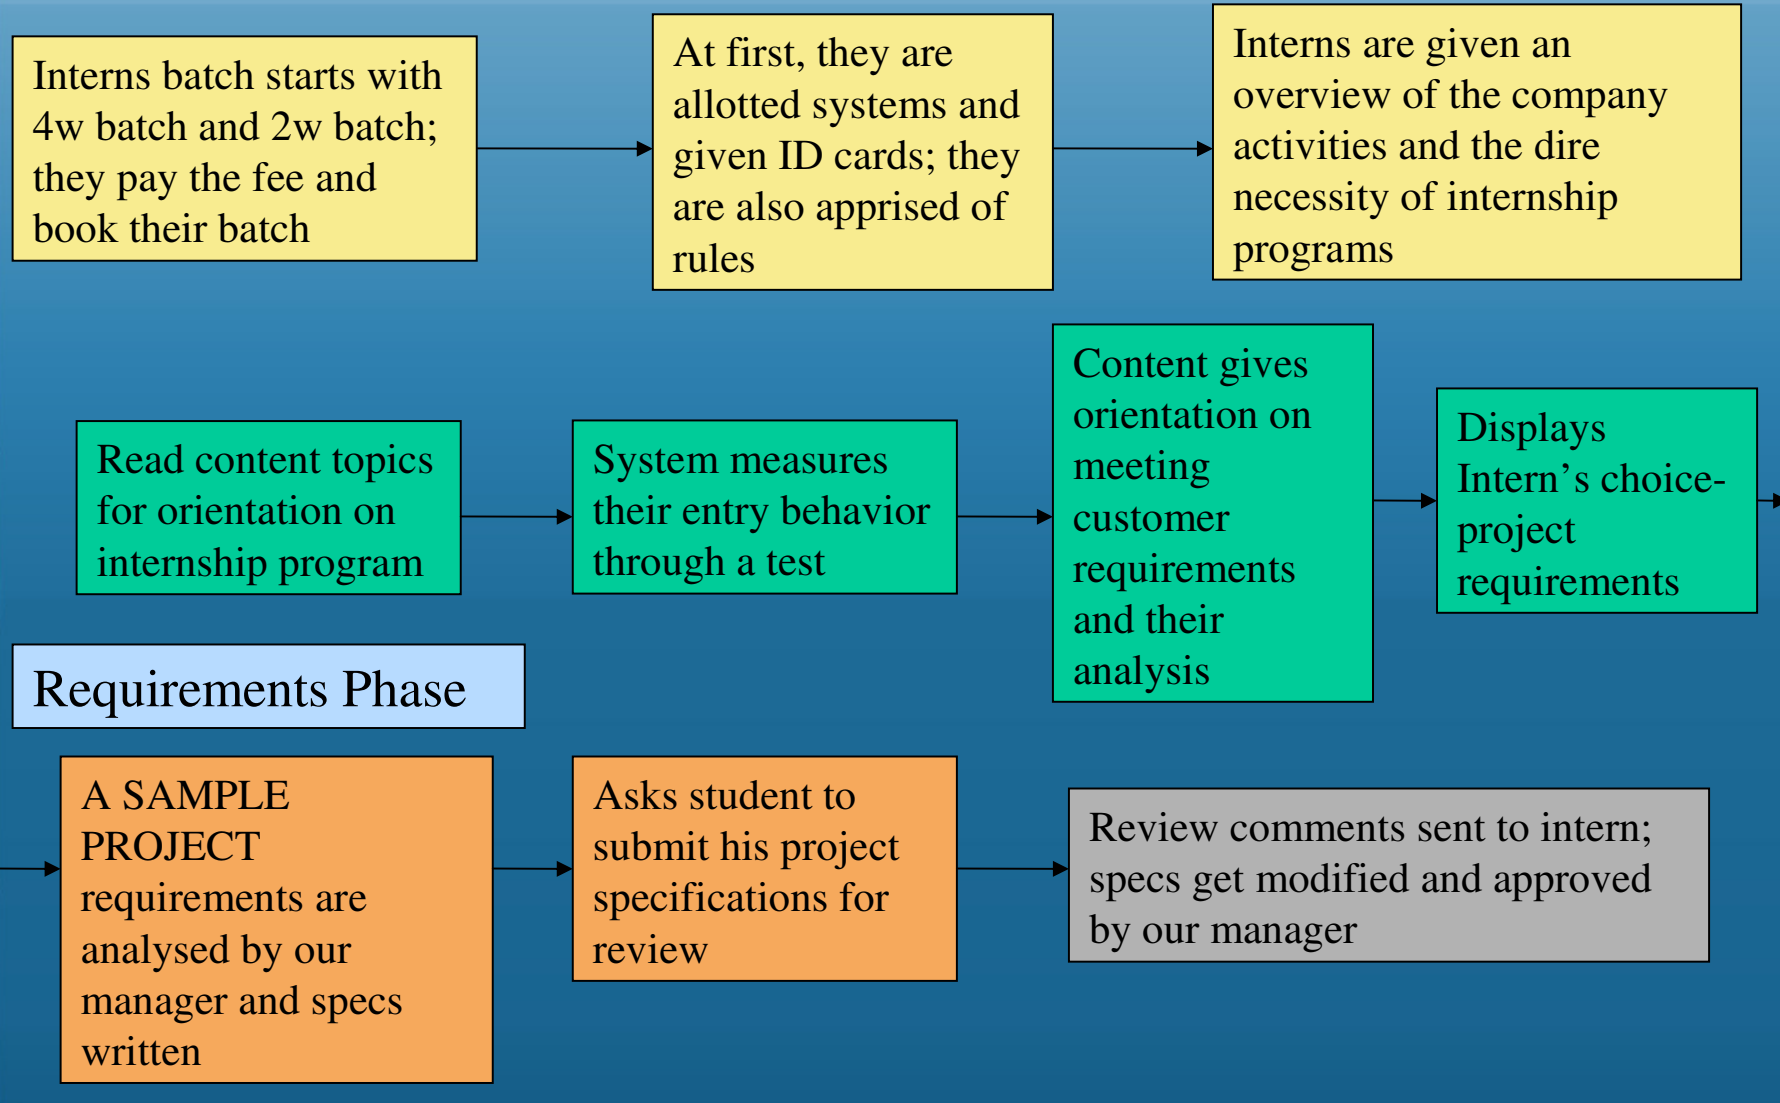 Interns batch starts with
4w batch and 2w batch;
they pay the fee and
book their batch
At first, they are
allotted systems and
given ID cards; they
are also apprised of
rules
Interns are given an
overview of the company
activities and the dire
necessity of internship
programs
Read content topics
for orientation on
internship program
System measures
their entry behavior
through a test
Content gives
orientation on
meeting
customer
requirements
and their
analysis
Displays
Intern’s choice-
project
requirements
Requirements Phase
A SAMPLE
PROJECT
requirements are
analysed by our
manager and specs
written
Asks student to
submit his project
specifications for
review
Review comments sent to intern;
specs get modified and approved
by our manager